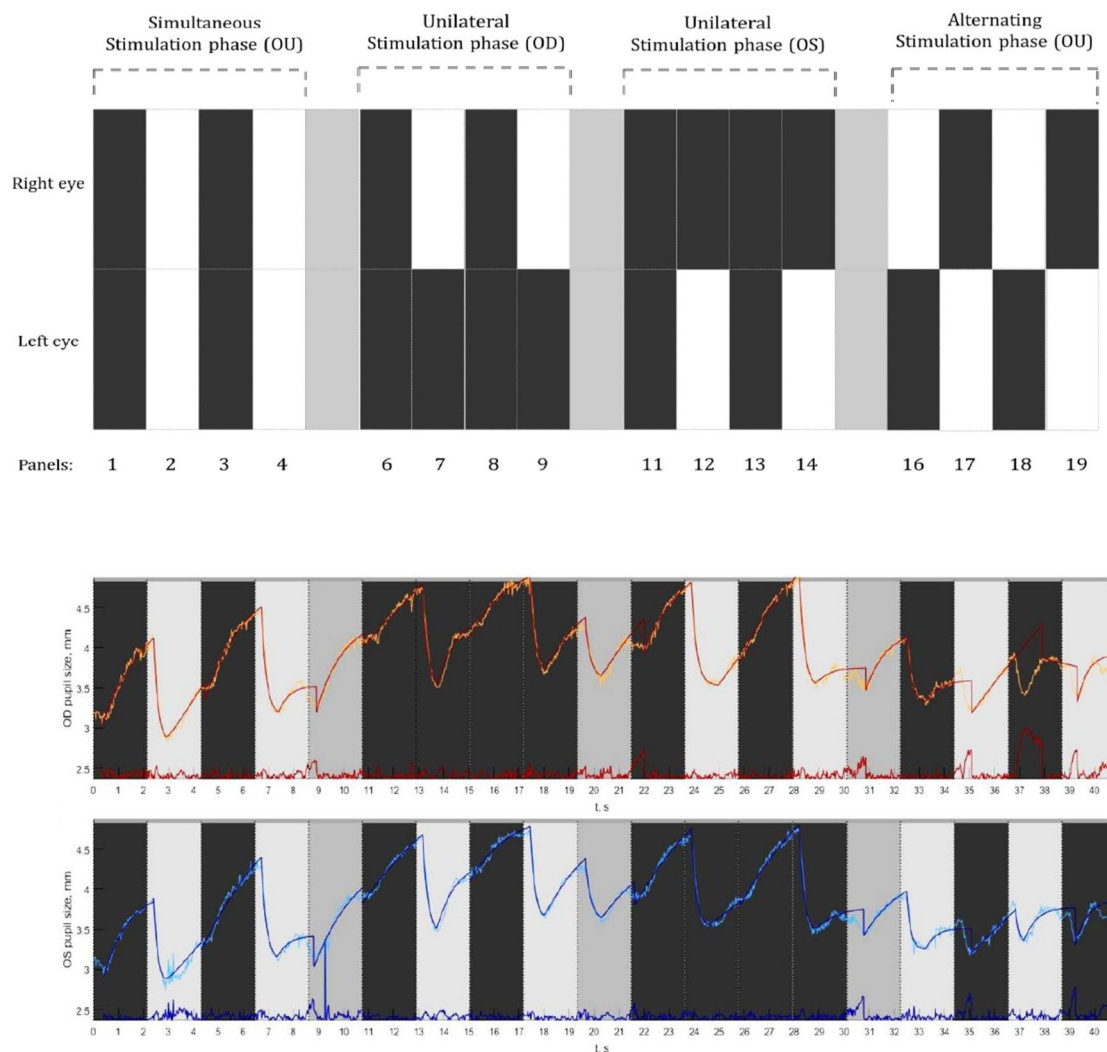 Simultaneous
Stimulation phase (OU)
Unilateral
Stimulation phase (OD)
Unilateral
Stimulation phase (OS)
Alternating
Stimulation phase (OU)
Right eye
Left eye
Panels: 1 2 3 4 6 7 8 9 11 12 13 14 16 17 18 19
OD pupil size, mm
4.5
4
3.5
3
2.5
0 1 2 3 4 5 6 7 8 9 10 11 12 13 14 15 16 17 18 19 20 21 22 23 24 25 26 27 28 29 30 31 32 33 34 35 36 37 38 39 40
t, s
OS pupil size, mm
4.5
4
3.5
3
2.5
0 1 2 3 4 5 6 7 8 9 10 11 12 13 14 15 16 17 18 19 20 21 22 23 24 25 26 27 28 29 30 31 32 33 34 35 36 37 38 39 40
t, s